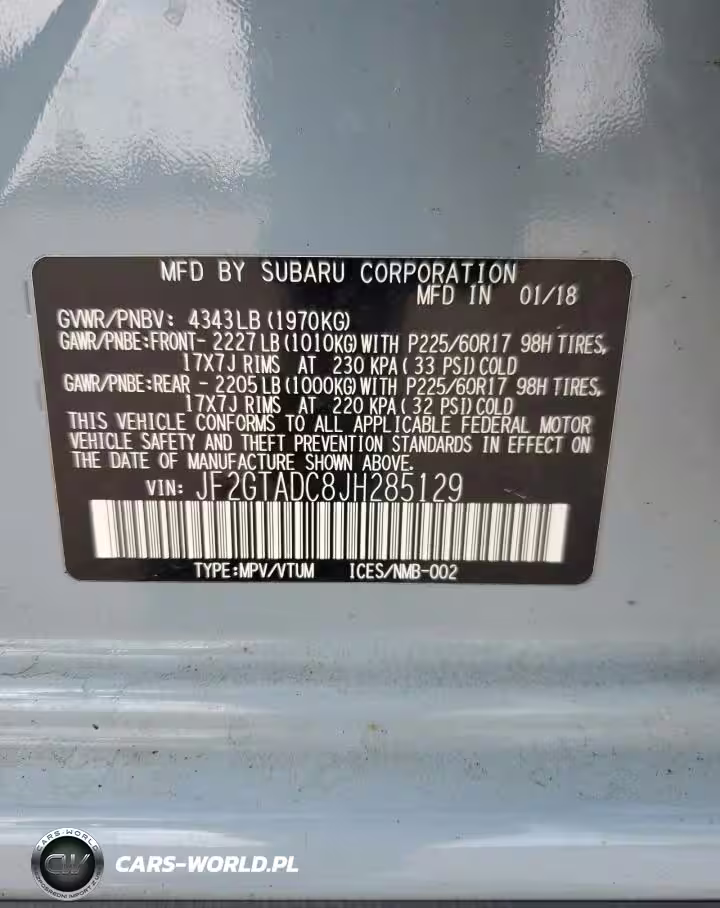 MFD BY SUBARU CORPORATION
MFD IN 01/18
GVWR/PNBV: 4343LB (1970KG)
GAWR/PNBE:FRONT- 2227LB (1010KG) WITH P225/60R17 98H TIRES,
17X7J RIMS AT 230 KPA (33 PSI) COLD
GAWR/PNBE:REAR - 2205LB (1000KG) WITH P225/60R17 98H TIRES,
17X7J RIMS AT 220 KPA (32 PSI) COLD
THIS VEHICLE CONFORMS TO ALL APPLICABLE FEDERAL MOTOR
VEHICLE SAFETY AND THEFT PREVENTION STANDARDS IN EFFECT ON
THE DATE OF MANUFACTURE SHOWN ABOVE.
VIN: JF2GTADC8JH285129
TYPE:MPV/VTUM ICES/NMB-002
CARS-WORLD
CARS-WORLD.PL